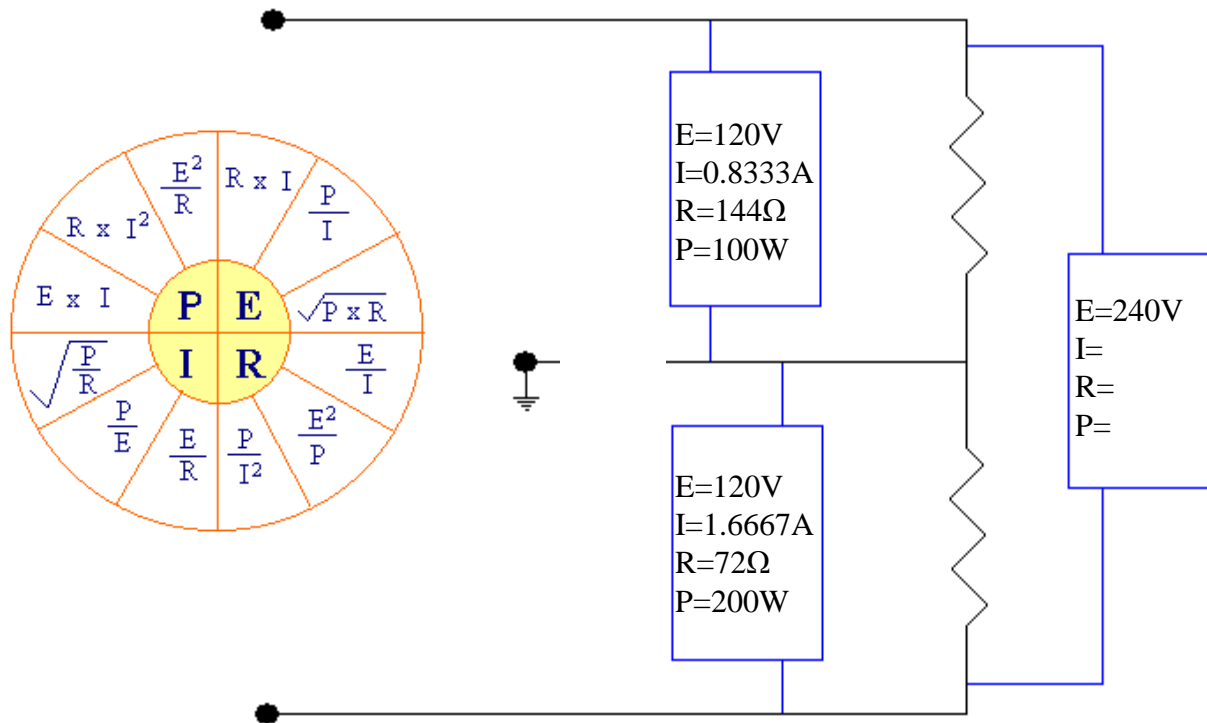 E²/R
R x I
P/I
R x I²
E x I
√(P x R)
P E
I R
√(P/R)
E/I
P/E
E/R
P/I²
E²/P
E=120V
I=0.8333A
R=144Ω
P=100W
E=240V
I=
R=
P=
E=120V
I=1.6667A
R=72Ω
P=200W